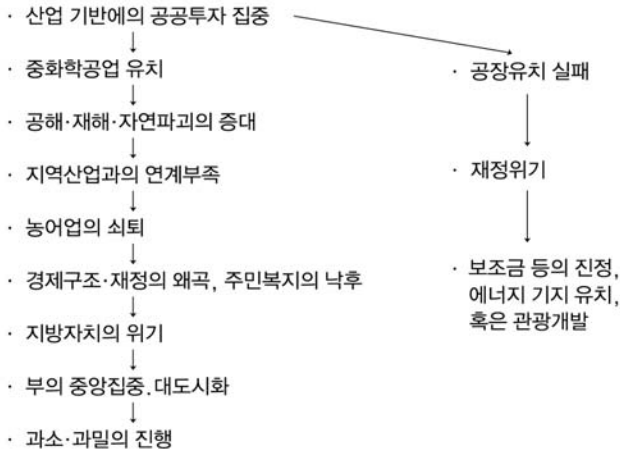 · 산업 기반에의 공공투자 집중
· 중화학공업 유치
· 공해·재해·자연파괴의 증대
· 지역산업과의 연계부족
· 농어업의 쇠퇴
· 경제구조·재정의 왜곡, 주민복지의 낙후
· 지방자치의 위기
· 부의 중앙집중.대도시화
· 과소·과밀의 진행
· 공장유치 실패
· 재정위기
· 보조금 등의 진정,
에너지 기지 유치,
혹은 관광개발